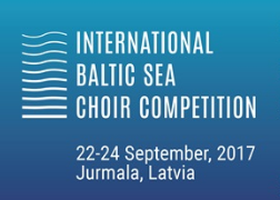 INTERNATIONAL
BALTIC SEA
CHOIR COMPETITION
22-24 September, 2017
Jurmala, Latvia